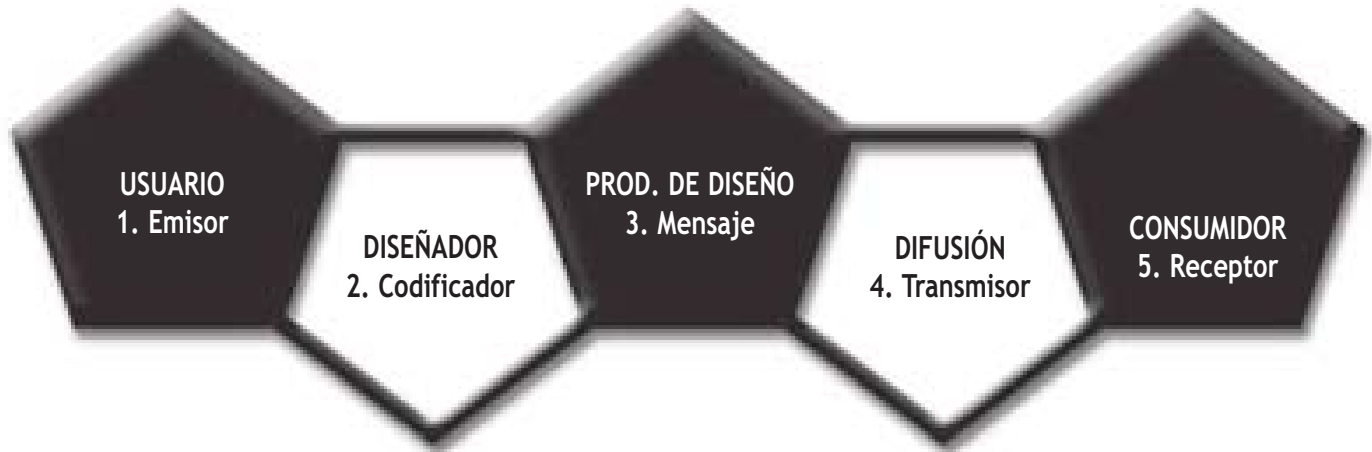 USUARIO
1. Emisor
DISEÑADOR
2. Codificador
PROD. DE DISEÑO
3. Mensaje
DIFUSIÓN
4. Transmisor
CONSUMIDOR
5. Receptor